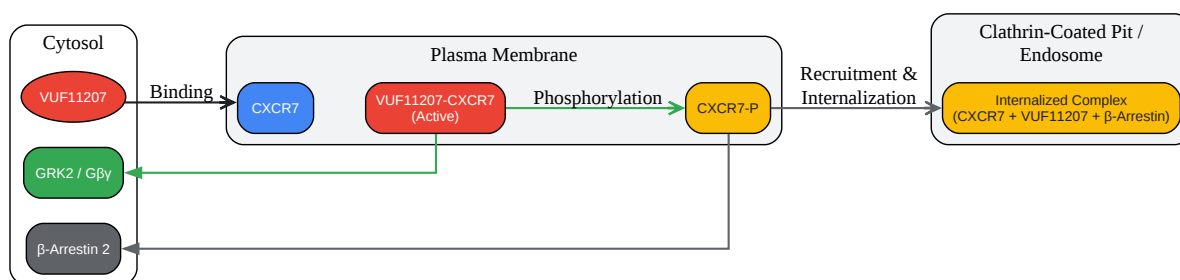 Cytosol
VUF11207
GRK2 / Gβγ
β-Arrestin 2
Binding
Plasma Membrane
CXCR7
VUF11207-CXCR7
(Active)
Phosphorylation
CXCR7-P
Recruitment &
Internalization
Clathrin-Coated Pit /
Endosome
Internalized Complex
(CXCR7 + VUF11207 + β-Arrestin)